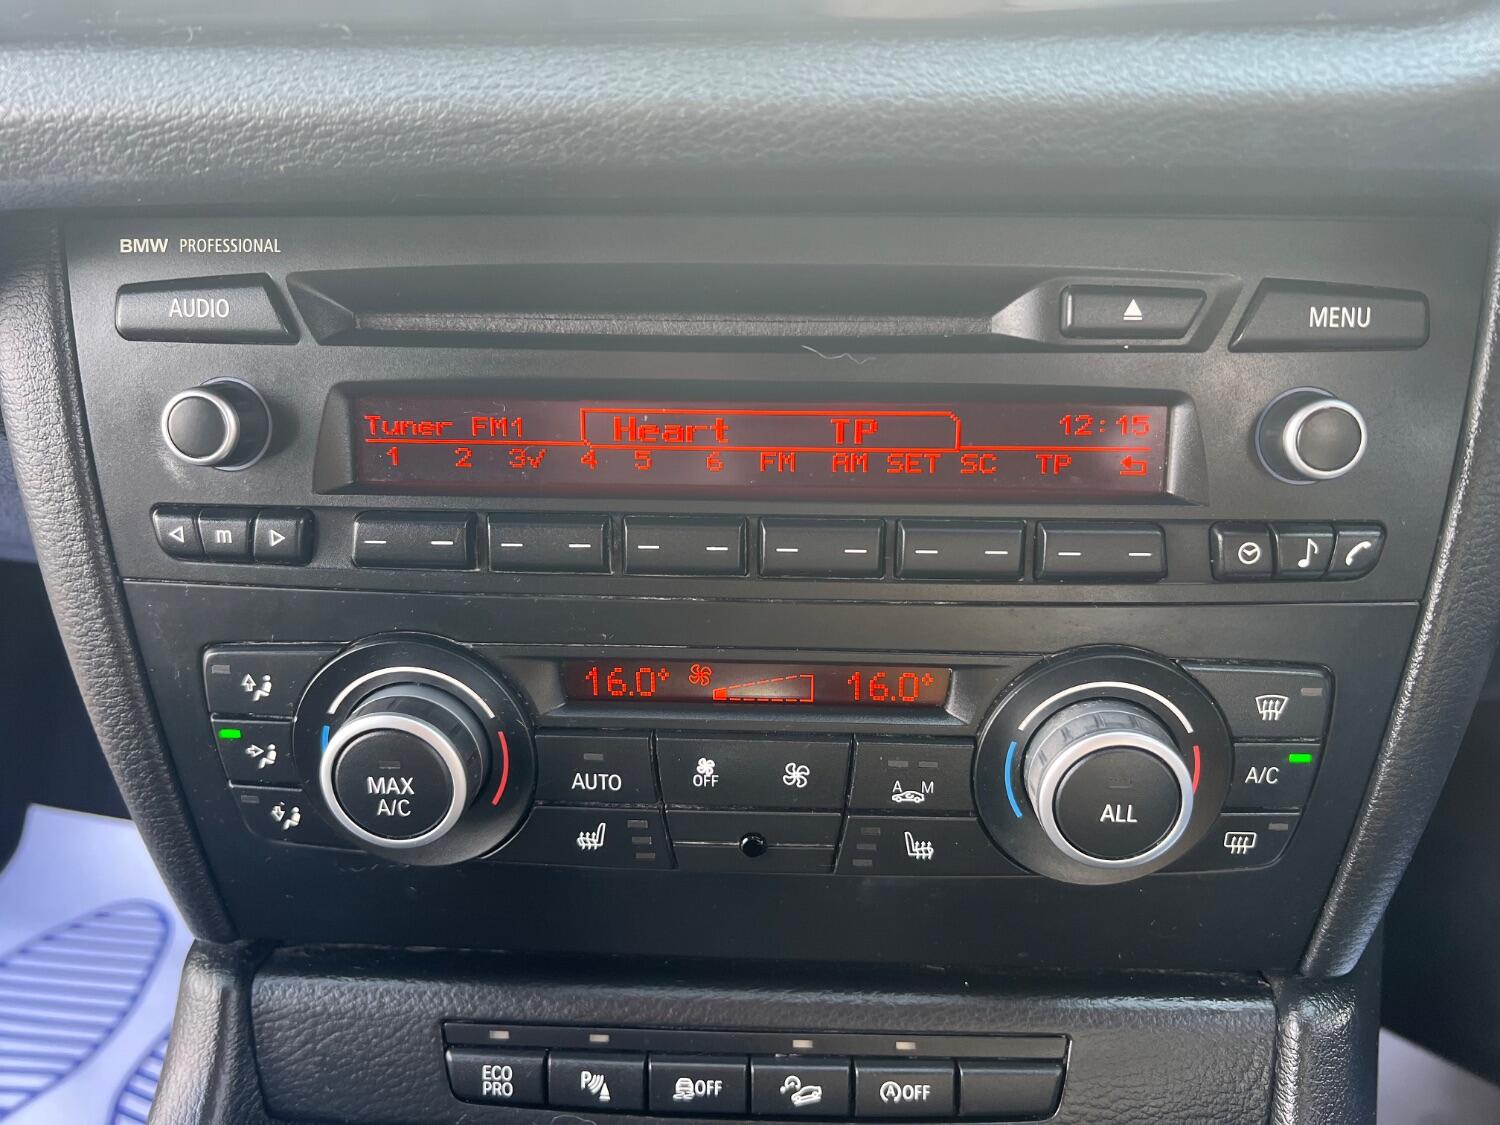 BMW PROFESSIONAL
AUDIO
MENU
Tuner FM1 Heart TP 12:15
1 2 3✓ 4 5 6 FM AM SET SC TP
m
16.0° 16.0°
MAX A/C
AUTO
OFF
A M
ALL
A/C
ECO PRO
P
OFF
A OFF